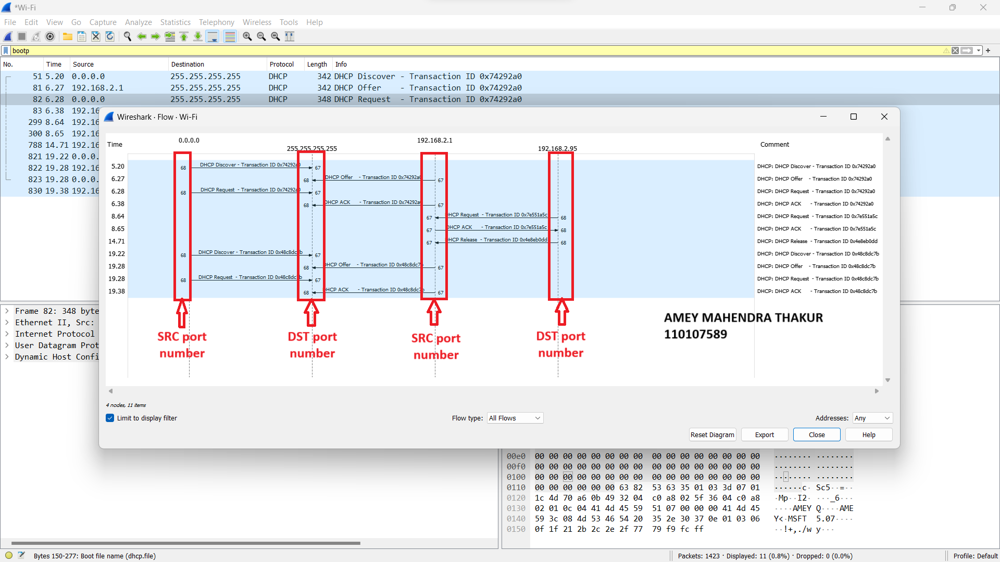 *Wi-Fi
File Edit View Go Capture Analyze Statistics Telephony Wireless Tools Help
bootp
No. Time Source Destination Protocol Length Info
51 5.20 0.0.0.0 255.255.255.255 DHCP 342 DHCP Discover - Transaction ID 0x74292a0
81 6.27 192.168.2.1 255.255.255.255 DHCP 342 DHCP Offer - Transaction ID 0x74292a0
82 6.28 0.0.0.0 255.255.255.255 DHCP 348 DHCP Request - Transaction ID 0x74292a0
83 6.38 192.16
299 8.64 192.16
300 8.65 192.16
788 14.71 192.16
821 19.22 0.0.0.
822 19.28 192.16
823 19.28 0.0.0.
830 19.38 192.16
Wireshark · Flow · Wi-Fi
Time 0.0.0.0 255.255.255.255 192.168.2.1 192.168.2.95 Comment
5.20 68 DHCP Discover - Transaction ID 0x74292a0 67 DHCP: DHCP Discover - Transaction ID 0x74292a0
6.27 68 DHCP Offer - Transaction ID 0x74292a0 67 DHCP: DHCP Offer - Transaction ID 0x74292a0
6.28 68 DHCP Request - Transaction ID 0x74292a0 67 DHCP: DHCP Request - Transaction ID 0x74292a0
6.38 68 DHCP ACK - Transaction ID 0x74292a0 67 DHCP: DHCP ACK - Transaction ID 0x74292a0
8.64 67 DHCP Request - Transaction ID 0x7e551a5c 68 DHCP: DHCP Request - Transaction ID 0x7e551a5c
8.65 67 DHCP ACK - Transaction ID 0x7e551a5c 68 DHCP: DHCP ACK - Transaction ID 0x7e551a5c
14.71 67 DHCP Release - Transaction ID 0x4e8eb0dd 68 DHCP: DHCP Release - Transaction ID 0x4e8eb0dd
19.22 68 DHCP Discover - Transaction ID 0x48c8dc7b 67 DHCP: DHCP Discover - Transaction ID 0x48c8dc7b
19.28 68 DHCP Offer - Transaction ID 0x48c8dc7b 67 DHCP: DHCP Offer - Transaction ID 0x48c8dc7b
19.28 68 DHCP Request - Transaction ID 0x48c8dc7b 67 DHCP: DHCP Request - Transaction ID 0x48c8dc7b
19.38 68 DHCP ACK - Transaction ID 0x48c8dc7b 67 DHCP: DHCP ACK - Transaction ID 0x48c8dc7b
SRC port
number
DST port
number
SRC port
number
DST port
number
AMEY MAHENDRA THAKUR
110107589
4 nodes, 11 items
Limit to display filter Flow type: All Flows Addresses: Any
Reset Diagram Export Close Help
Frame 82: 348 byte
Ethernet II, Src:
Internet Protocol
User Datagram Prot
Dynamic Host Confi
00e0 00 00 00 00 00 00 00 00 00 00 00 00 00 00 00 00 ········ ········
00f0 00 00 00 00 00 00 00 00 00 00 00 00 00 00 00 00 ········ ········
0100 00 00 00 00 00 00 00 00 00 00 00 00 00 00 00 00 ········ ········
0110 00 00 00 00 00 00 63 82 53 63 35 01 03 3d 07 01 ······c· Sc5··=··
0120 1c 4d 70 a6 0b 49 32 04 c0 a8 02 5f 36 04 c0 a8 ·Mp··I2· ···_6···
0130 02 01 0c 04 41 4d 45 59 51 07 00 00 00 41 4d 45 ····AMEY Q····AME
0140 59 3c 08 4d 53 46 54 20 35 2e 30 37 0e 01 03 06 Y<·MSFT 5.07····
0150 0f 1f 21 2b 2c 2e 2f 77 79 f9 fc ff ··!+,./w y···
Bytes 150-277: Boot file name (dhcp.file) Packets: 1423 · Displayed: 11 (0.8%) · Dropped: 0 (0.0%) Profile: Default